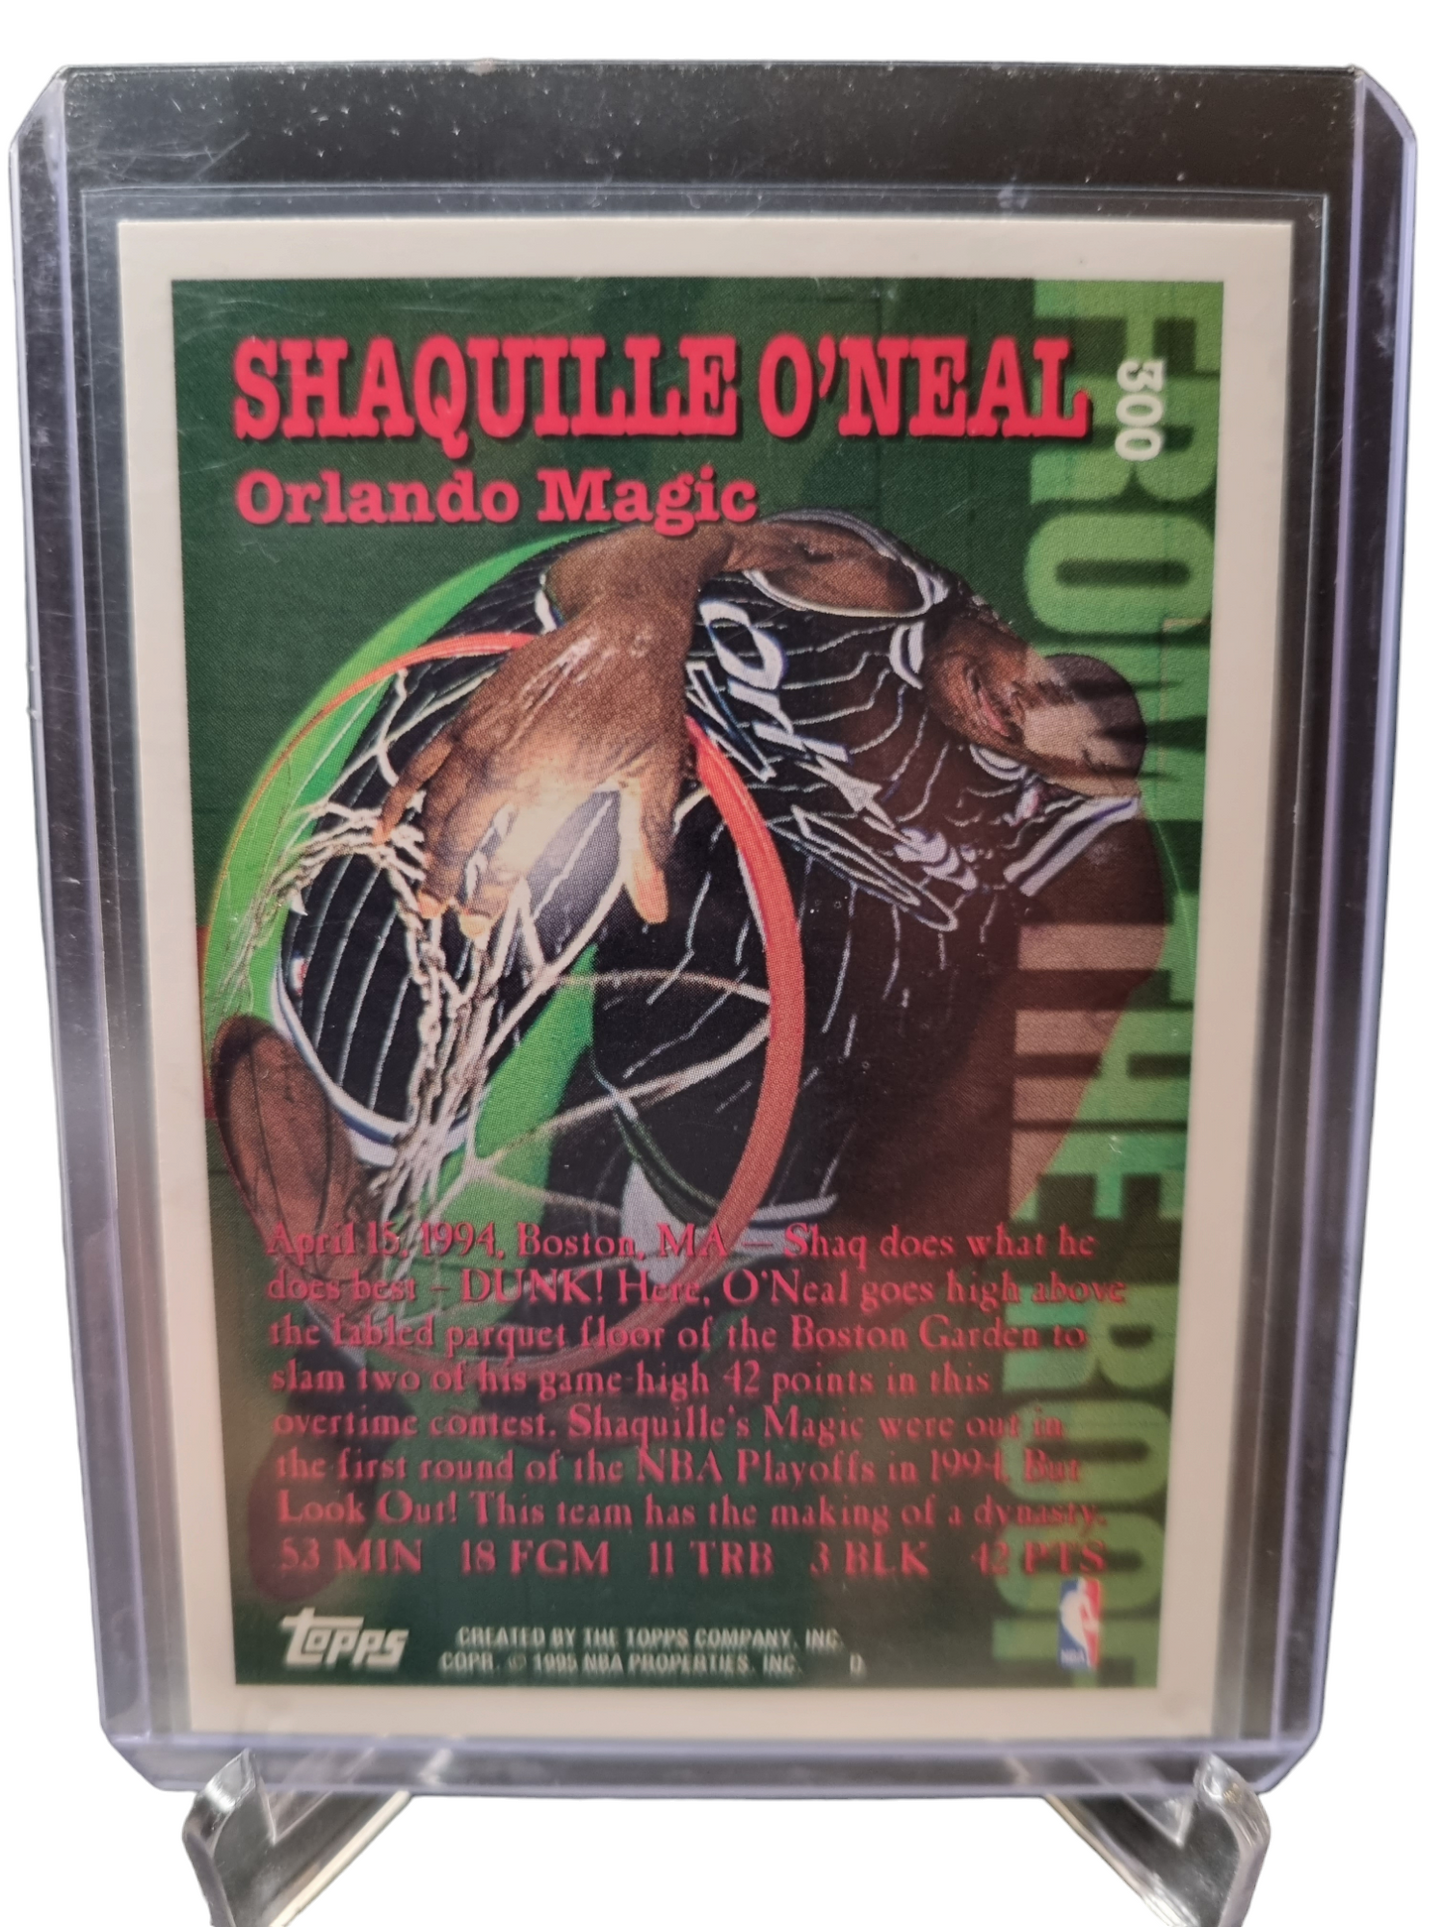 SHAQUILLE O'NEAL
300
Orlando Magic
FROM THE ROOF
ORLANDO
April 15, 1994, Boston, MA – Shaq does what he
does best – DUNK! Here, O'Neal goes high above
the fabled parquet floor of the Boston Garden to
slam two of his game-high 42 points in this
overtime contest. Shaquille's Magic were out in
the first round of the NBA Playoffs in 1994. But
Look Out! This team has the making of a dynasty.
53 MIN 18 FGM 11 TRB 3 BLK 42 PTS
TOPPS
CREATED BY THE TOPPS COMPANY, INC.
COPR. © 1995 NBA PROPERTIES, INC. D
NBA